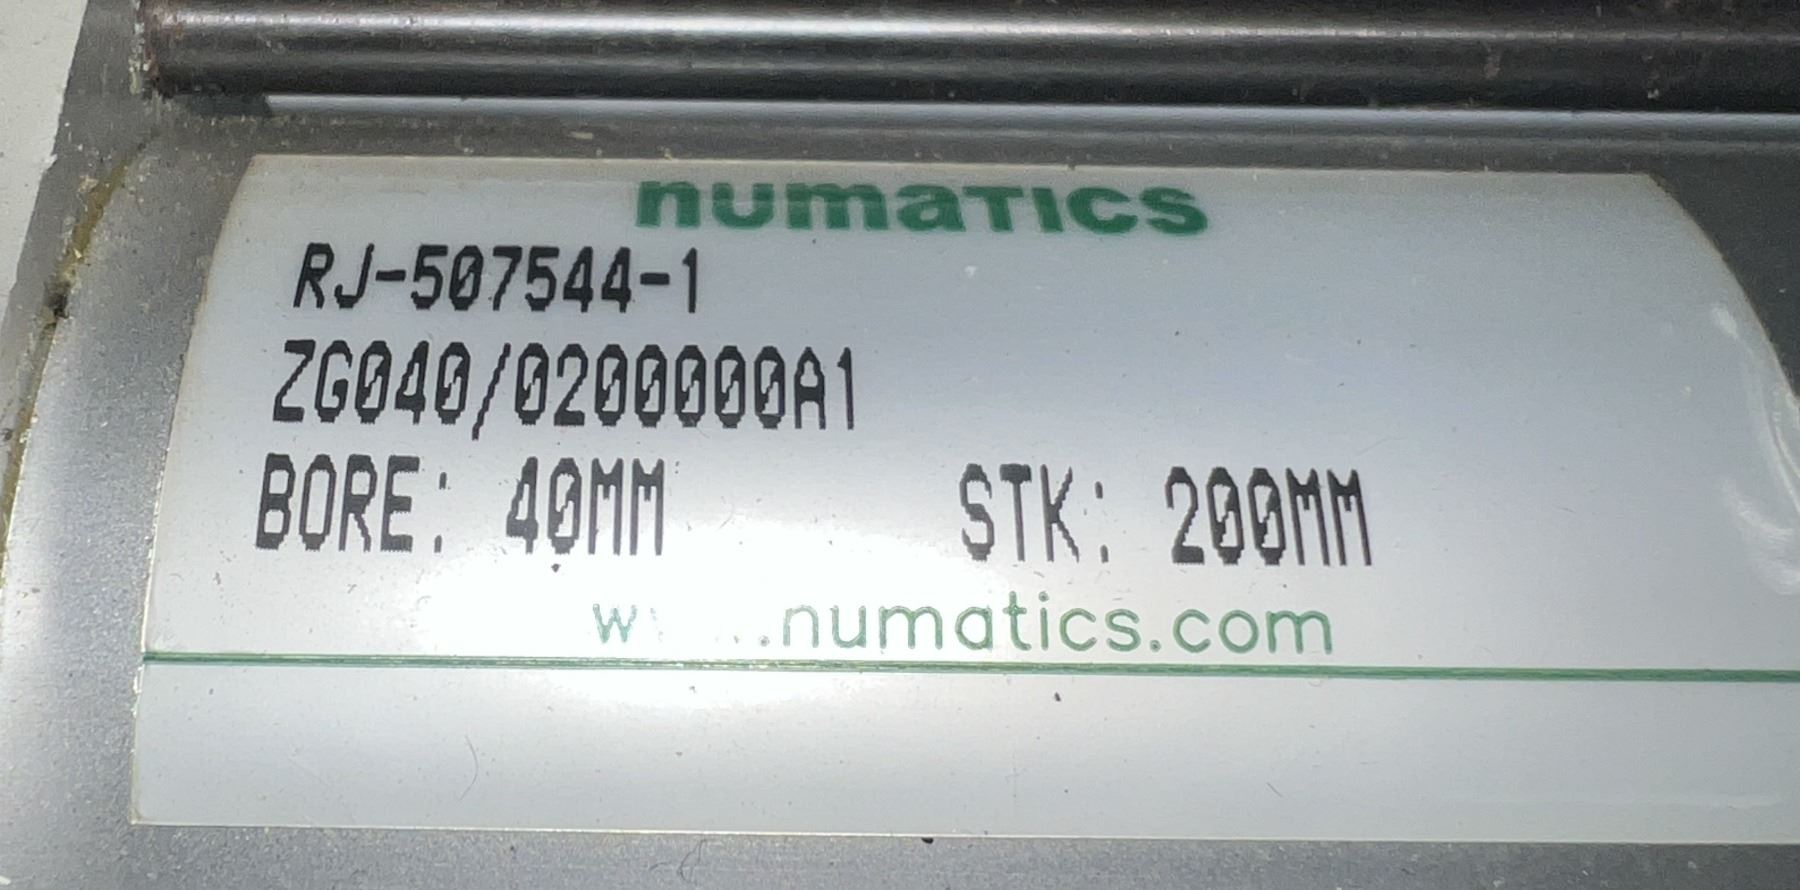 numatics
RJ-507544-1
ZG040/0200000A1
BORE: 40MM STK: 200MM
.numatics.com